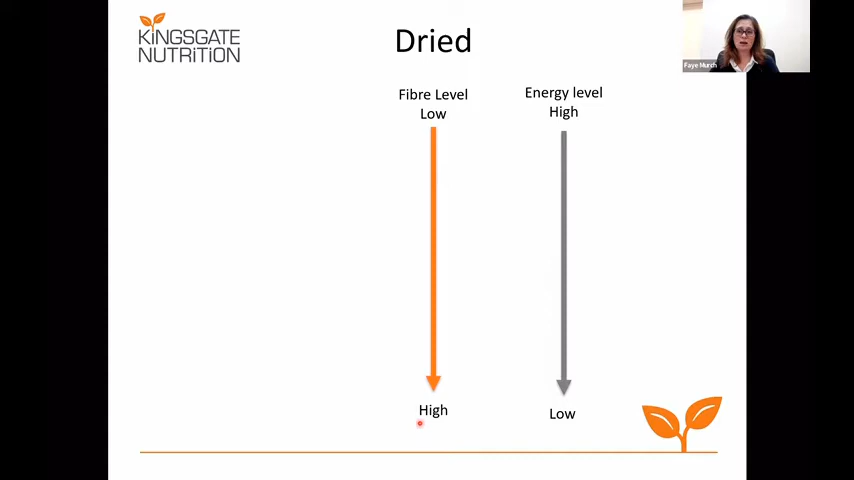 KINGSGATE
NUTRITION
Dried
Faye Murch
Fibre Level
Low
Energy level
High
High
Low